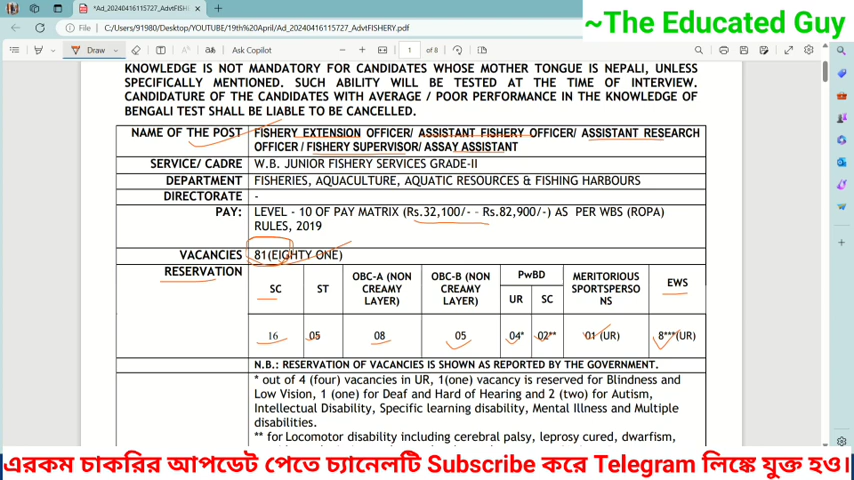 *Ad_20240416115727_AdvtFISHERY.
~The Educated Guy
File
C:/Users/91980/Desktop/YOUTUBE/19th%20April/Ad_20240416115727_AdvtFISHERY.pdf
Draw
Ask Copilot
1
of 8
KNOWLEDGE IS NOT MANDATORY FOR CANDIDATES WHOSE MOTHER TONGUE IS NEPALI, UNLESS
SPECIFICALLY MENTIONED. SUCH ABILITY WILL BE TESTED AT THE TIME OF INTERVIEW.
CANDIDATURE OF THE CANDIDATES WITH AVERAGE / POOR PERFORMANCE IN THE KNOWLEDGE OF
BENGALI TEST SHALL BE LIABLE TO BE CANCELLED.
NAME OF THE POST
FISHERY EXTENSION OFFICER/ ASSISTANT FISHERY OFFICER/ ASSISTANT RESEARCH
OFFICER / FISHERY SUPERVISOR/ ASSAY ASSISTANT
SERVICE/ CADRE
W.B. JUNIOR FISHERY SERVICES GRADE-II
DEPARTMENT
FISHERIES, AQUACULTURE, AQUATIC RESOURCES & FISHING HARBOURES
DIRECTORATE
-
PAY:
LEVEL - 10 OF PAY MATRIX (Rs.32,100/- - Rs.82,900/-) AS PER WBS (ROPA)
RULES, 2019
VACANCIES
81(EIGHTY ONE)
RESERVATION
SC
ST
OBC-A (NON
CREAMY
LAYER)
OBC-B (NON
CREAMY
LAYER)
PwBD
UR
SC
MERITORIOUS
SPORTSPERSO
NS
EWS
16
05
08
05
04*
02**
01 (UR)
8***(UR)
N.B.: RESERVATION OF VACANCIES IS SHOWN AS REPORTED BY THE GOVERNMENT.
* out of 4 (four) vacancies in UR, 1(one) vacancy is reserved for Blindness and
Low Vision, 1 (one) for Deaf and Hard of Hearing and 2 (two) for Autism,
Intellectual Disability, Specific learning disability, Mental Illness and Multiple
disabilities.
** for Locomotor disability including cerebral palsy, leprosy cured, dwarfism,
এরকম চাকরির আপডেট পেতে চ্যানেলটি Subscribe করে Telegram লিঙ্কে যুক্ত হও।